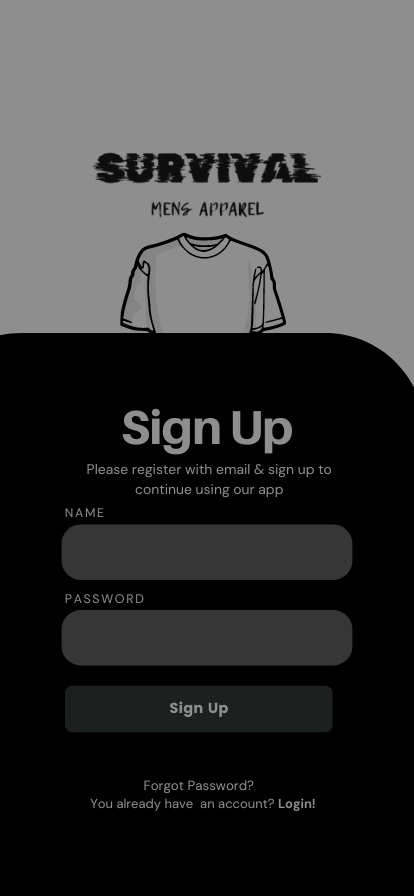 SURVIVAL
MENS APPAREL
Sign Up
Please register with email & sign up to
continue using our app
NAME
PASSWORD
Sign Up
Forgot Password?
You already have  an account? Login!